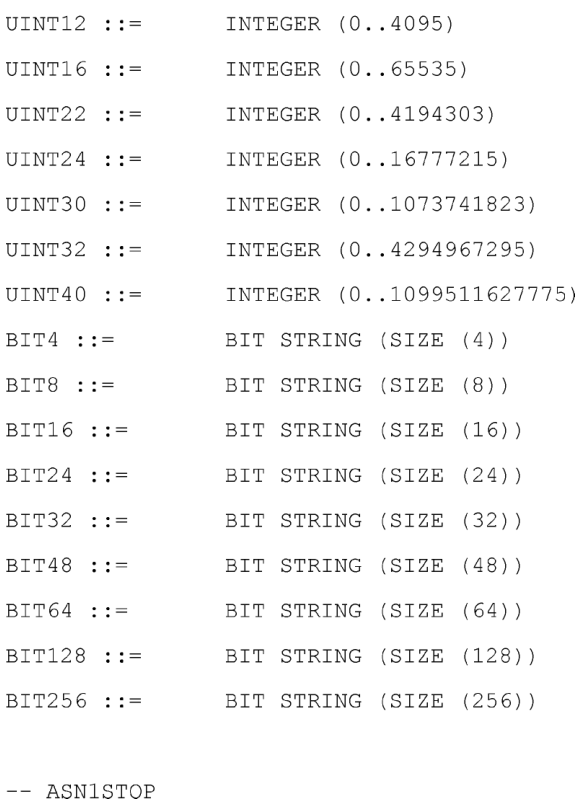 UINT12 ::= INTEGER (0..4095)
UINT16 ::= INTEGER (0..65535)
UINT22 ::= INTEGER (0..4194303)
UINT24 ::= INTEGER (0..16777215)
UINT30 ::= INTEGER (0..1073741823)
UINT32 ::= INTEGER (0..4294967295)
UINT40 ::= INTEGER (0..1099511627775)
BIT4 ::= BIT STRING (SIZE (4))
BIT8 ::= BIT STRING (SIZE (8))
BIT16 ::= BIT STRING (SIZE (16))
BIT24 ::= BIT STRING (SIZE (24))
BIT32 ::= BIT STRING (SIZE (32))
BIT48 ::= BIT STRING (SIZE (48))
BIT64 ::= BIT STRING (SIZE (64))
BIT128 ::= BIT STRING (SIZE (128))
BIT256 ::= BIT STRING (SIZE (256))
-- ASN1STOP